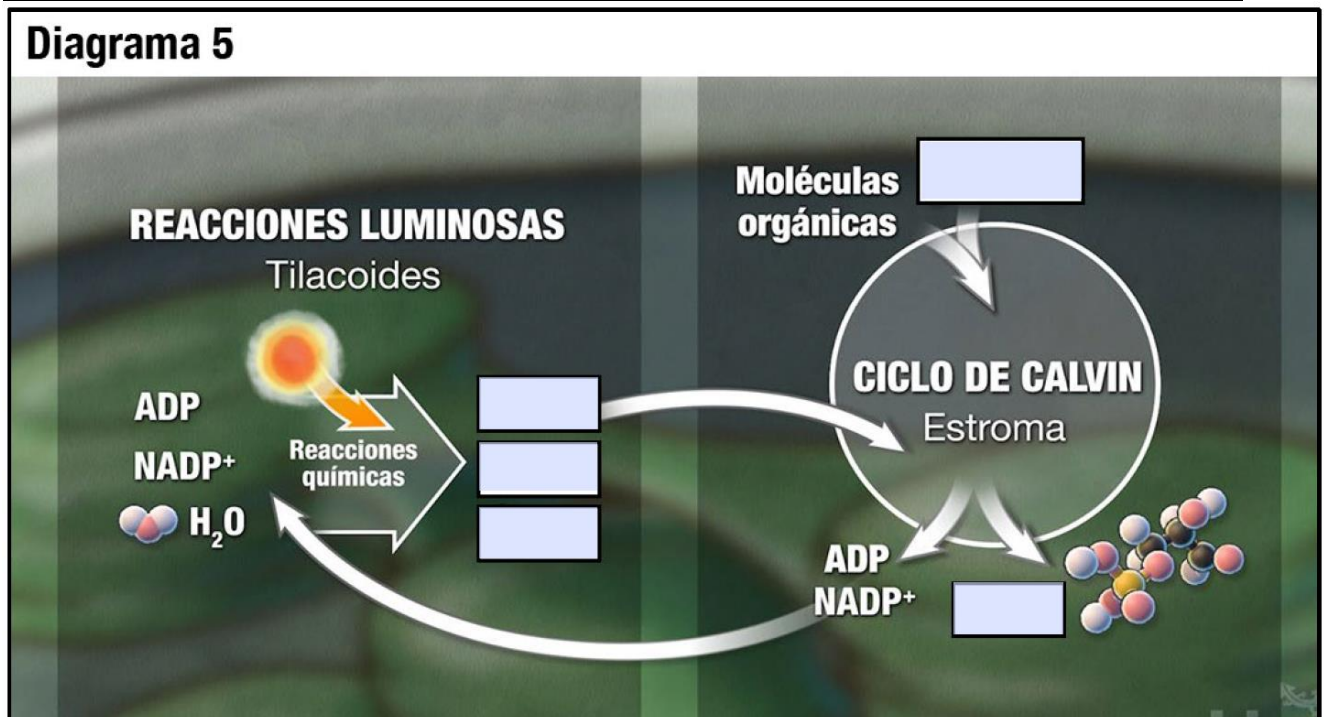 Diagrama 5
REACCIONES LUMINOSAS
Tilacoides
ADP
NADP⁺
H₂O
Reacciones
químicas
Moléculas
orgánicas
CICLO DE CALVIN
Estroma
ADP
NADP⁺